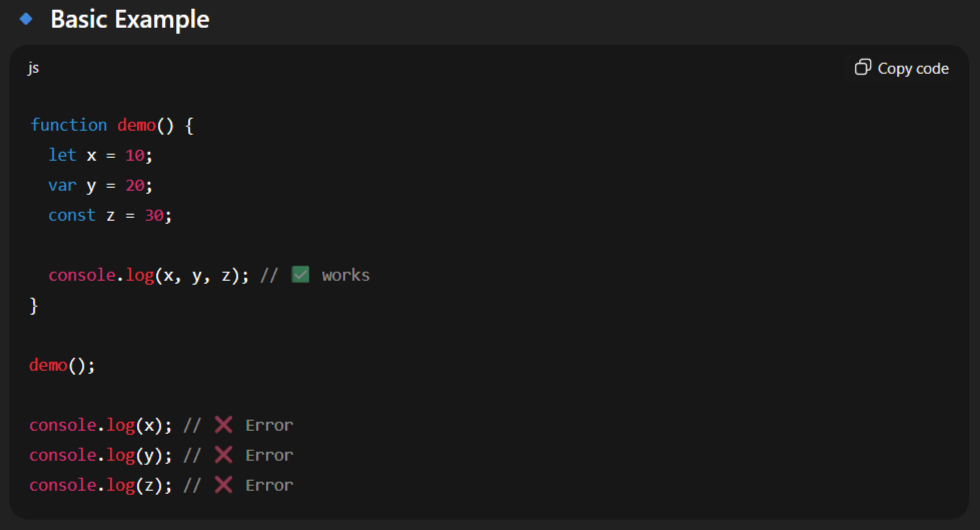 🔹 Basic Example
js
Copy code
function demo() {
  let x = 10;
  var y = 20;
  const z = 30;
  console.log(x, y, z); // ✅ works
}
demo();
console.log(x); // ❌ Error
console.log(y); // ❌ Error
console.log(z); // ❌ Error